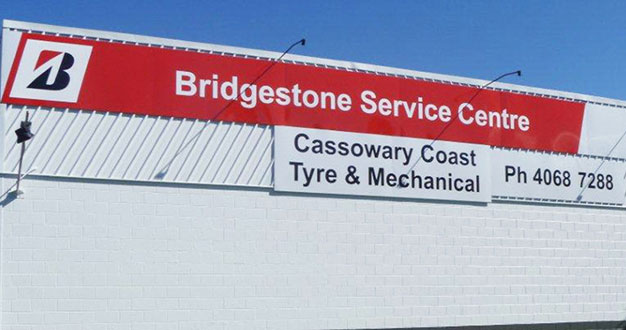 B
Bridgestone Service Centre
Cassowary Coast
Tyre & Mechanical
Ph 4068 7288